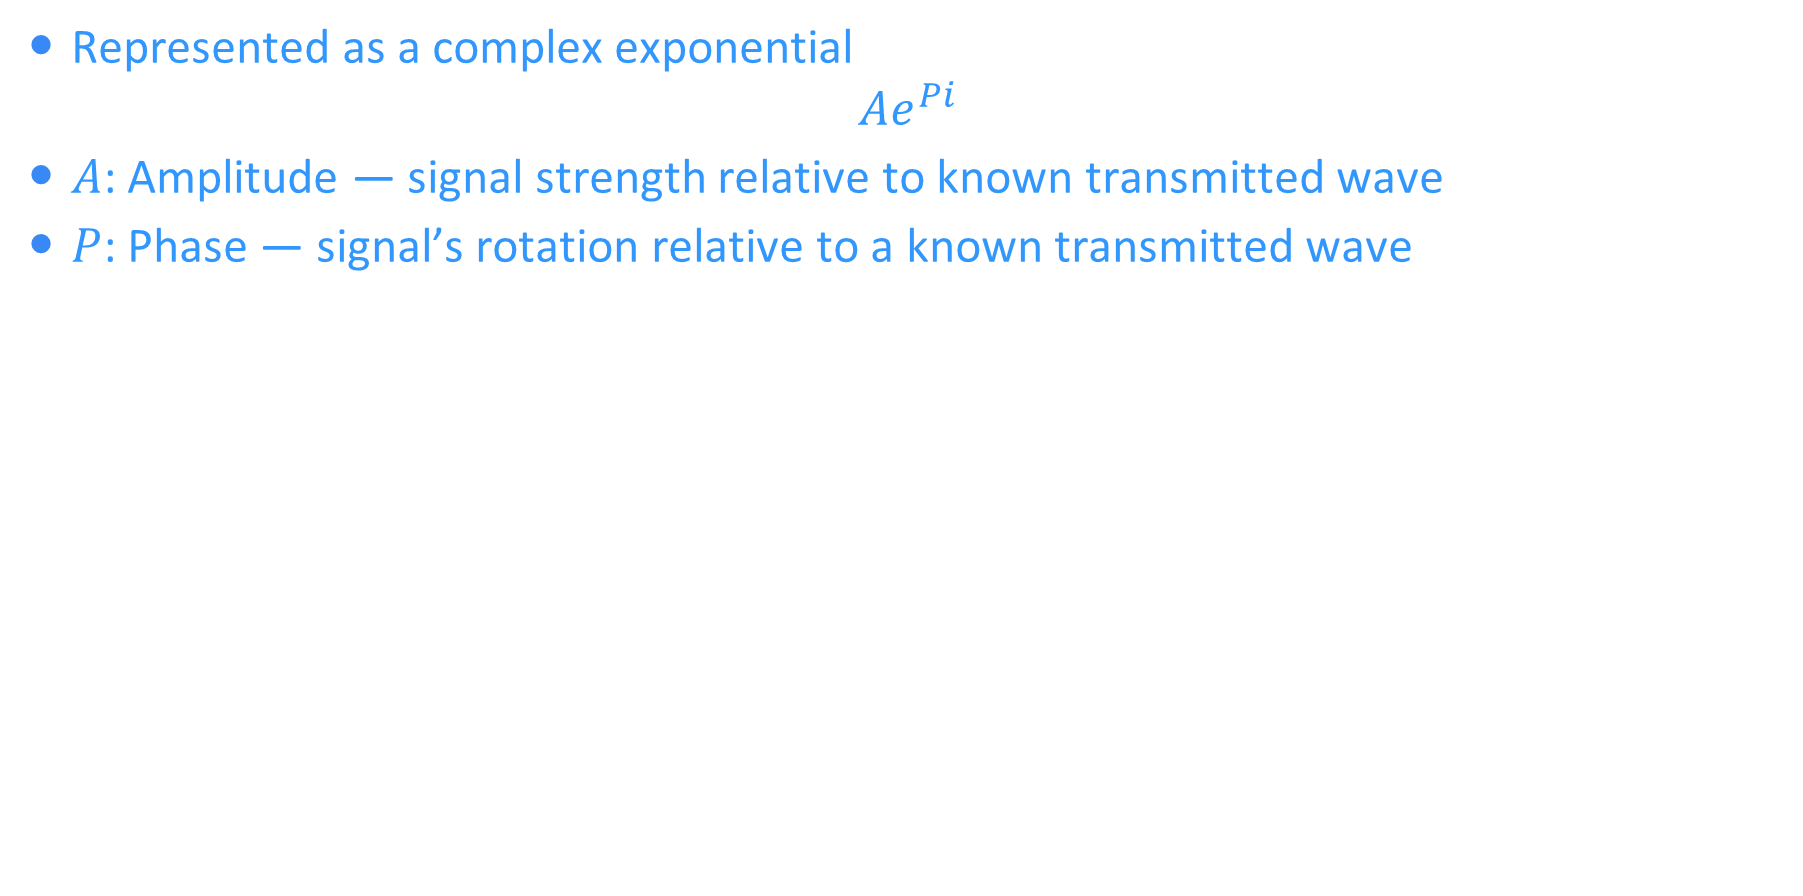 • Represented as a complex exponential
$Ae^{Pi}$
• A: Amplitude — signal strength relative to known transmitted wave
• P: Phase — signal’s rotation relative to a known transmitted wave